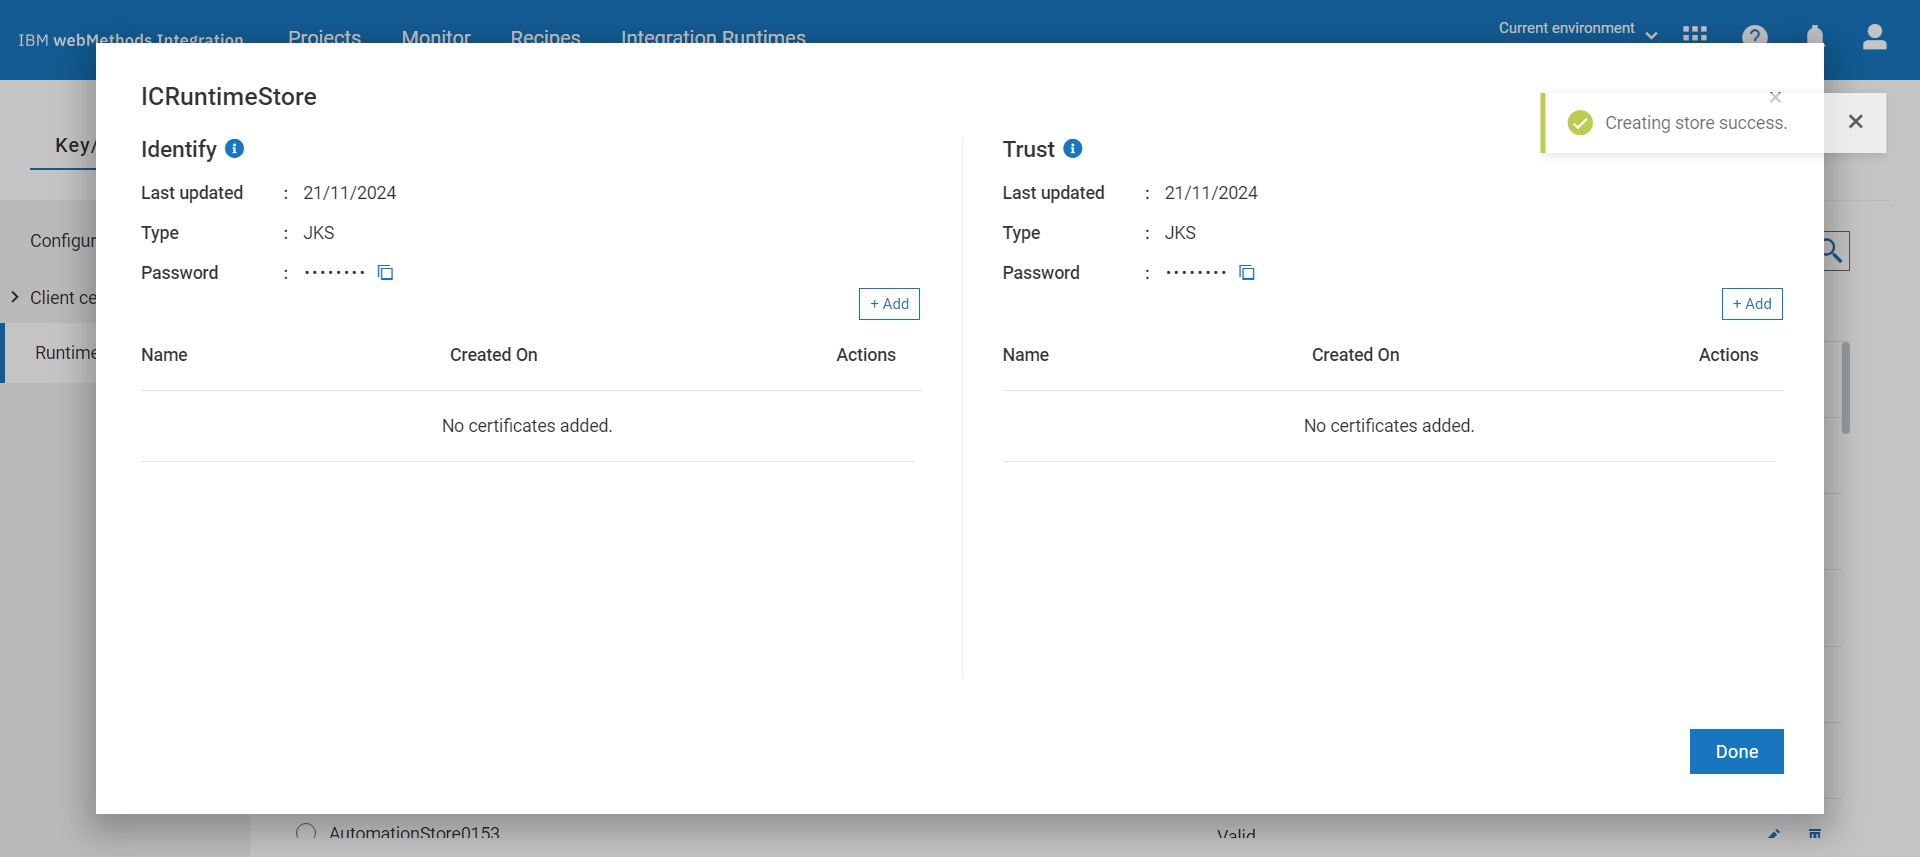 IBM webMethods Integration
Projects
Monitor
Recipes
Integration Runtimes
Current environment
ICRuntimeStore
Creating store success.
Key/
Identify
Last updated : 21/11/2024
Type : JKS
Password : ••••••••
+ Add
Name Created On Actions
No certificates added.
Trust
Last updated : 21/11/2024
Type : JKS
Password : ••••••••
+ Add
Name Created On Actions
No certificates added.
Configur
Client ce
Runtime
Done
AutomationStore0153
Valid